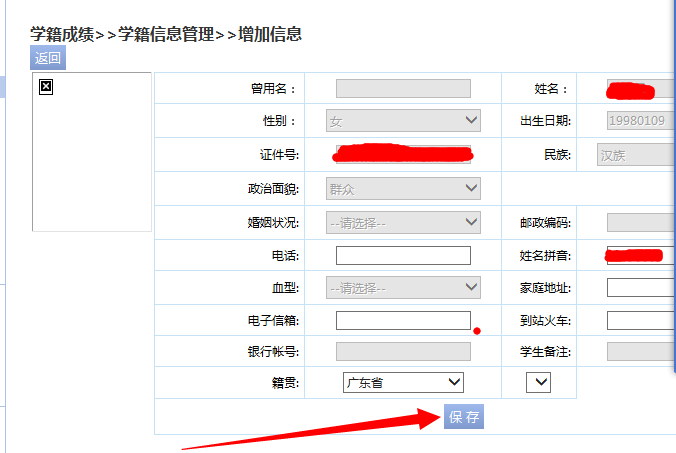 学籍成绩>>学籍信息管理>>增加信息
返回
曾用名： 姓名：
性别： 女 出生日期: 19980109
证件号: 民族: 汉族
政治面貌: 群众
婚姻状况: --请选择-- 邮政编码:
电话: 姓名拼音:
血型: --请选择-- 家庭地址:
电子信箱: 到站火车:
银行帐号: 学生备注:
籍贯: 广东省
保存